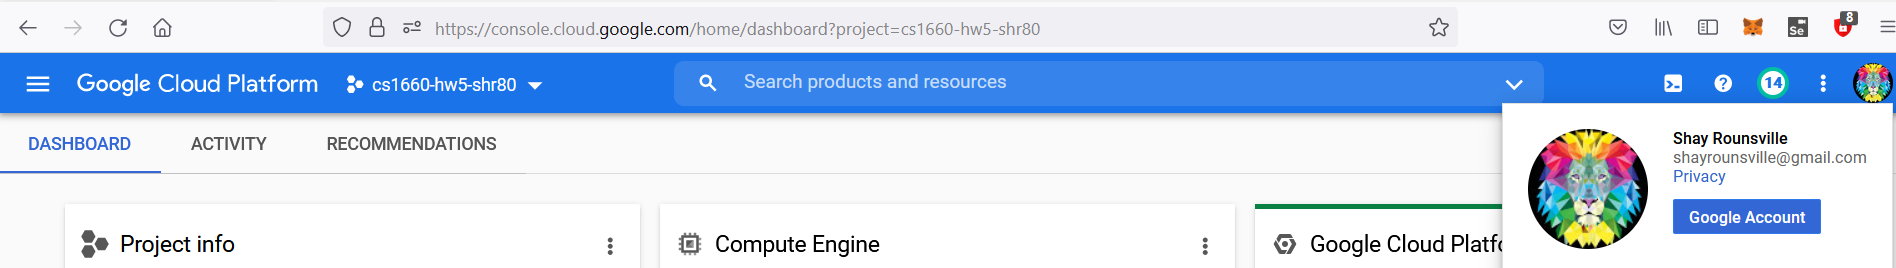 https://console.cloud.google.com/home/dashboard?project=cs1660-hw5-shr80
Se
8
Google Cloud Platform
cs1660-hw5-shr80
Search products and resources
14
DASHBOARD
ACTIVITY
RECOMMENDATIONS
Shay Rounsville
shayrounsville@gmail.com
Privacy
Google Account
Project info
Compute Engine
Google Cloud Platf